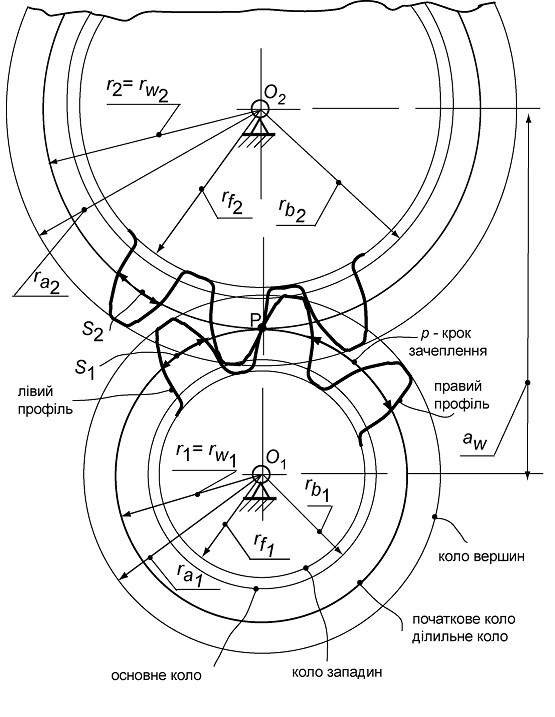 O2
r2= rw2
rf2
rb2
ra2
S2
P
p - крок
зачеплення
S1
лівий
профіль
правий
профіль
aw
r1= rw1
O1
rb1
rf1
ra1
коло вершин
початкове коло
ділильне коло
коло западин
основне коло